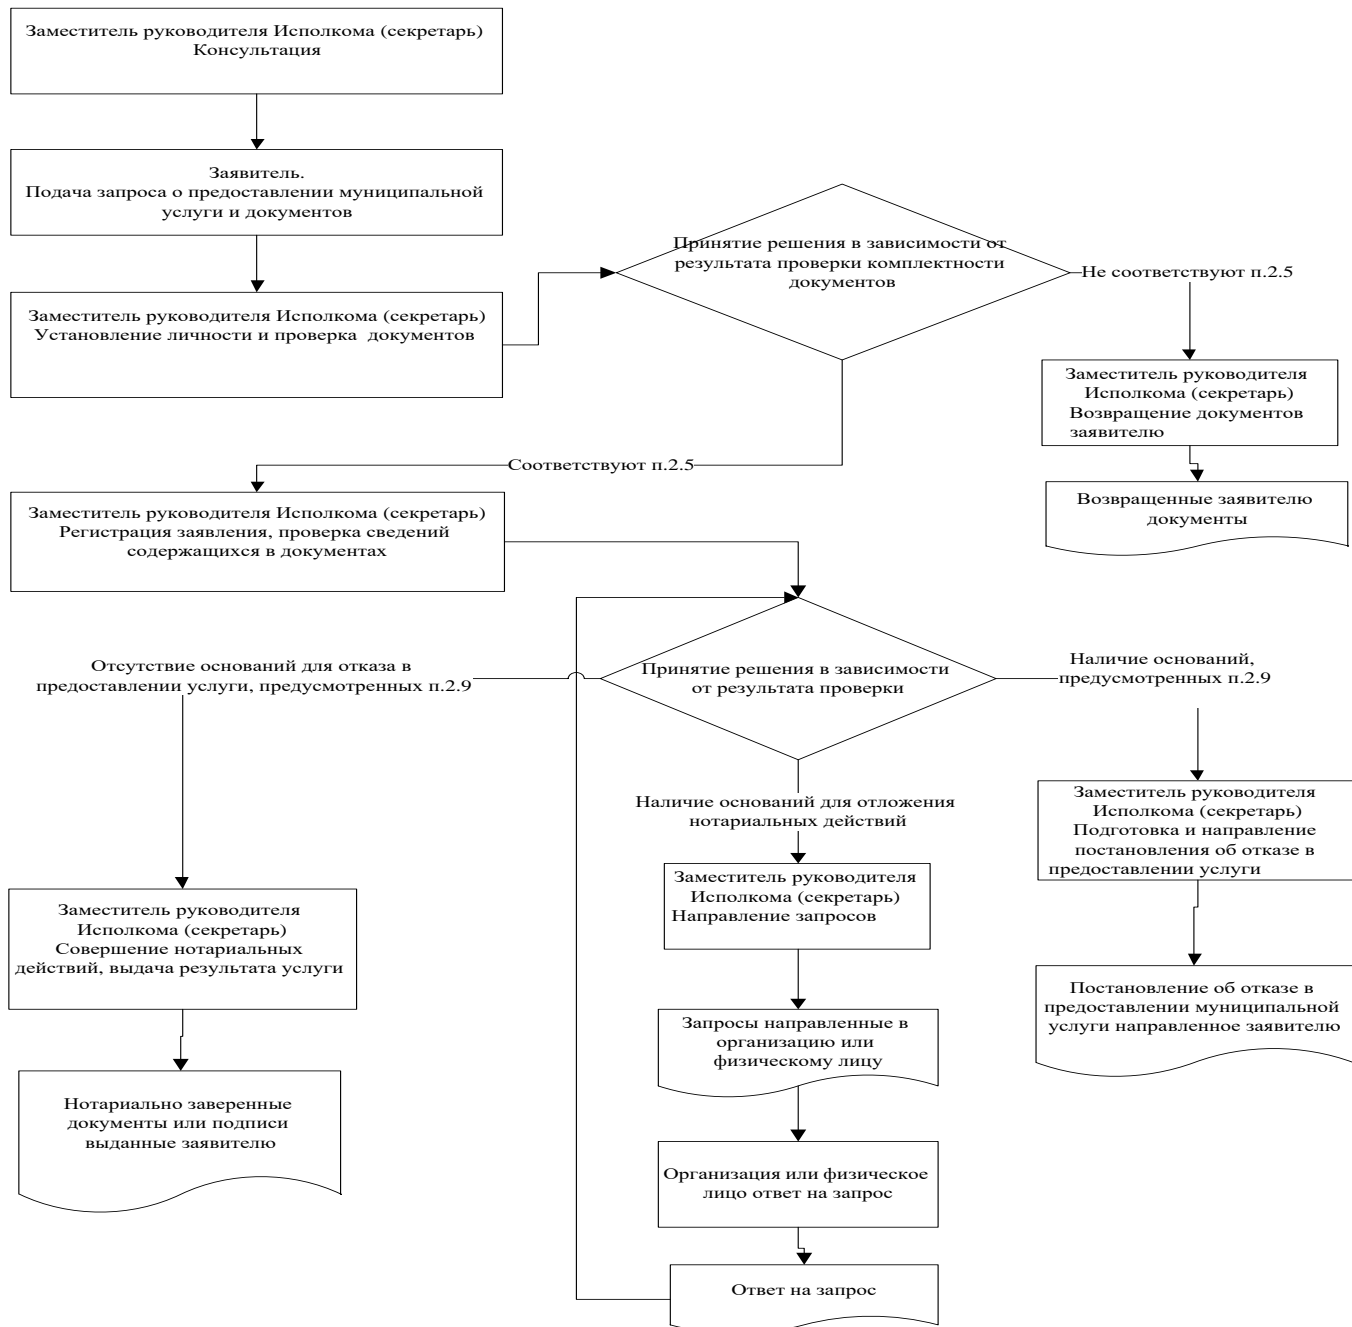 Заместитель руководителя Исполкома (секретарь)
Консультация
Заявитель.
Подача запроса о предоставлении муниципальной
услуги и документов
Заместитель руководителя Исполкома (секретарь)
Установление личности и проверка документов
Принятие решения в зависимости от
результата проверки комплектности
документов
Не соответствуют п.2.5
Заместитель руководителя
Исполкома (секретарь)
Возвращение документов
заявителю
Возвращенные заявителю
документы
Соответствуют п.2.5
Заместитель руководителя Исполкома (секретарь)
Регистрация заявления, проверка сведений
содержащихся в документах
Отсутствие оснований для отказа в
предоставлении услуги, предусмотренных п.2.9
Принятие решения в зависимости
от результата проверки
Наличие оснований,
предусмотренных п.2.9
Наличие оснований для отложения
нотариальных действий
Заместитель руководителя
Исполкома (секретарь)
Подготовка и направление
постановления об отказе в
предоставлении услуги
Заместитель руководителя
Исполкома (секретарь)
Направление запросов
Заместитель руководителя
Исполкома (секретарь)
Совершение нотариальных
действий, выдача результата услуги
Постановление об отказе в
предоставлении муниципальной
услуги направленное заявителю
Запросы направленные в
организацию или
физическому лицу
Нотариально заверенные
документы или подписи
выданные заявителю
Организация или физическое
лицо ответ на запрос
Ответ на запрос